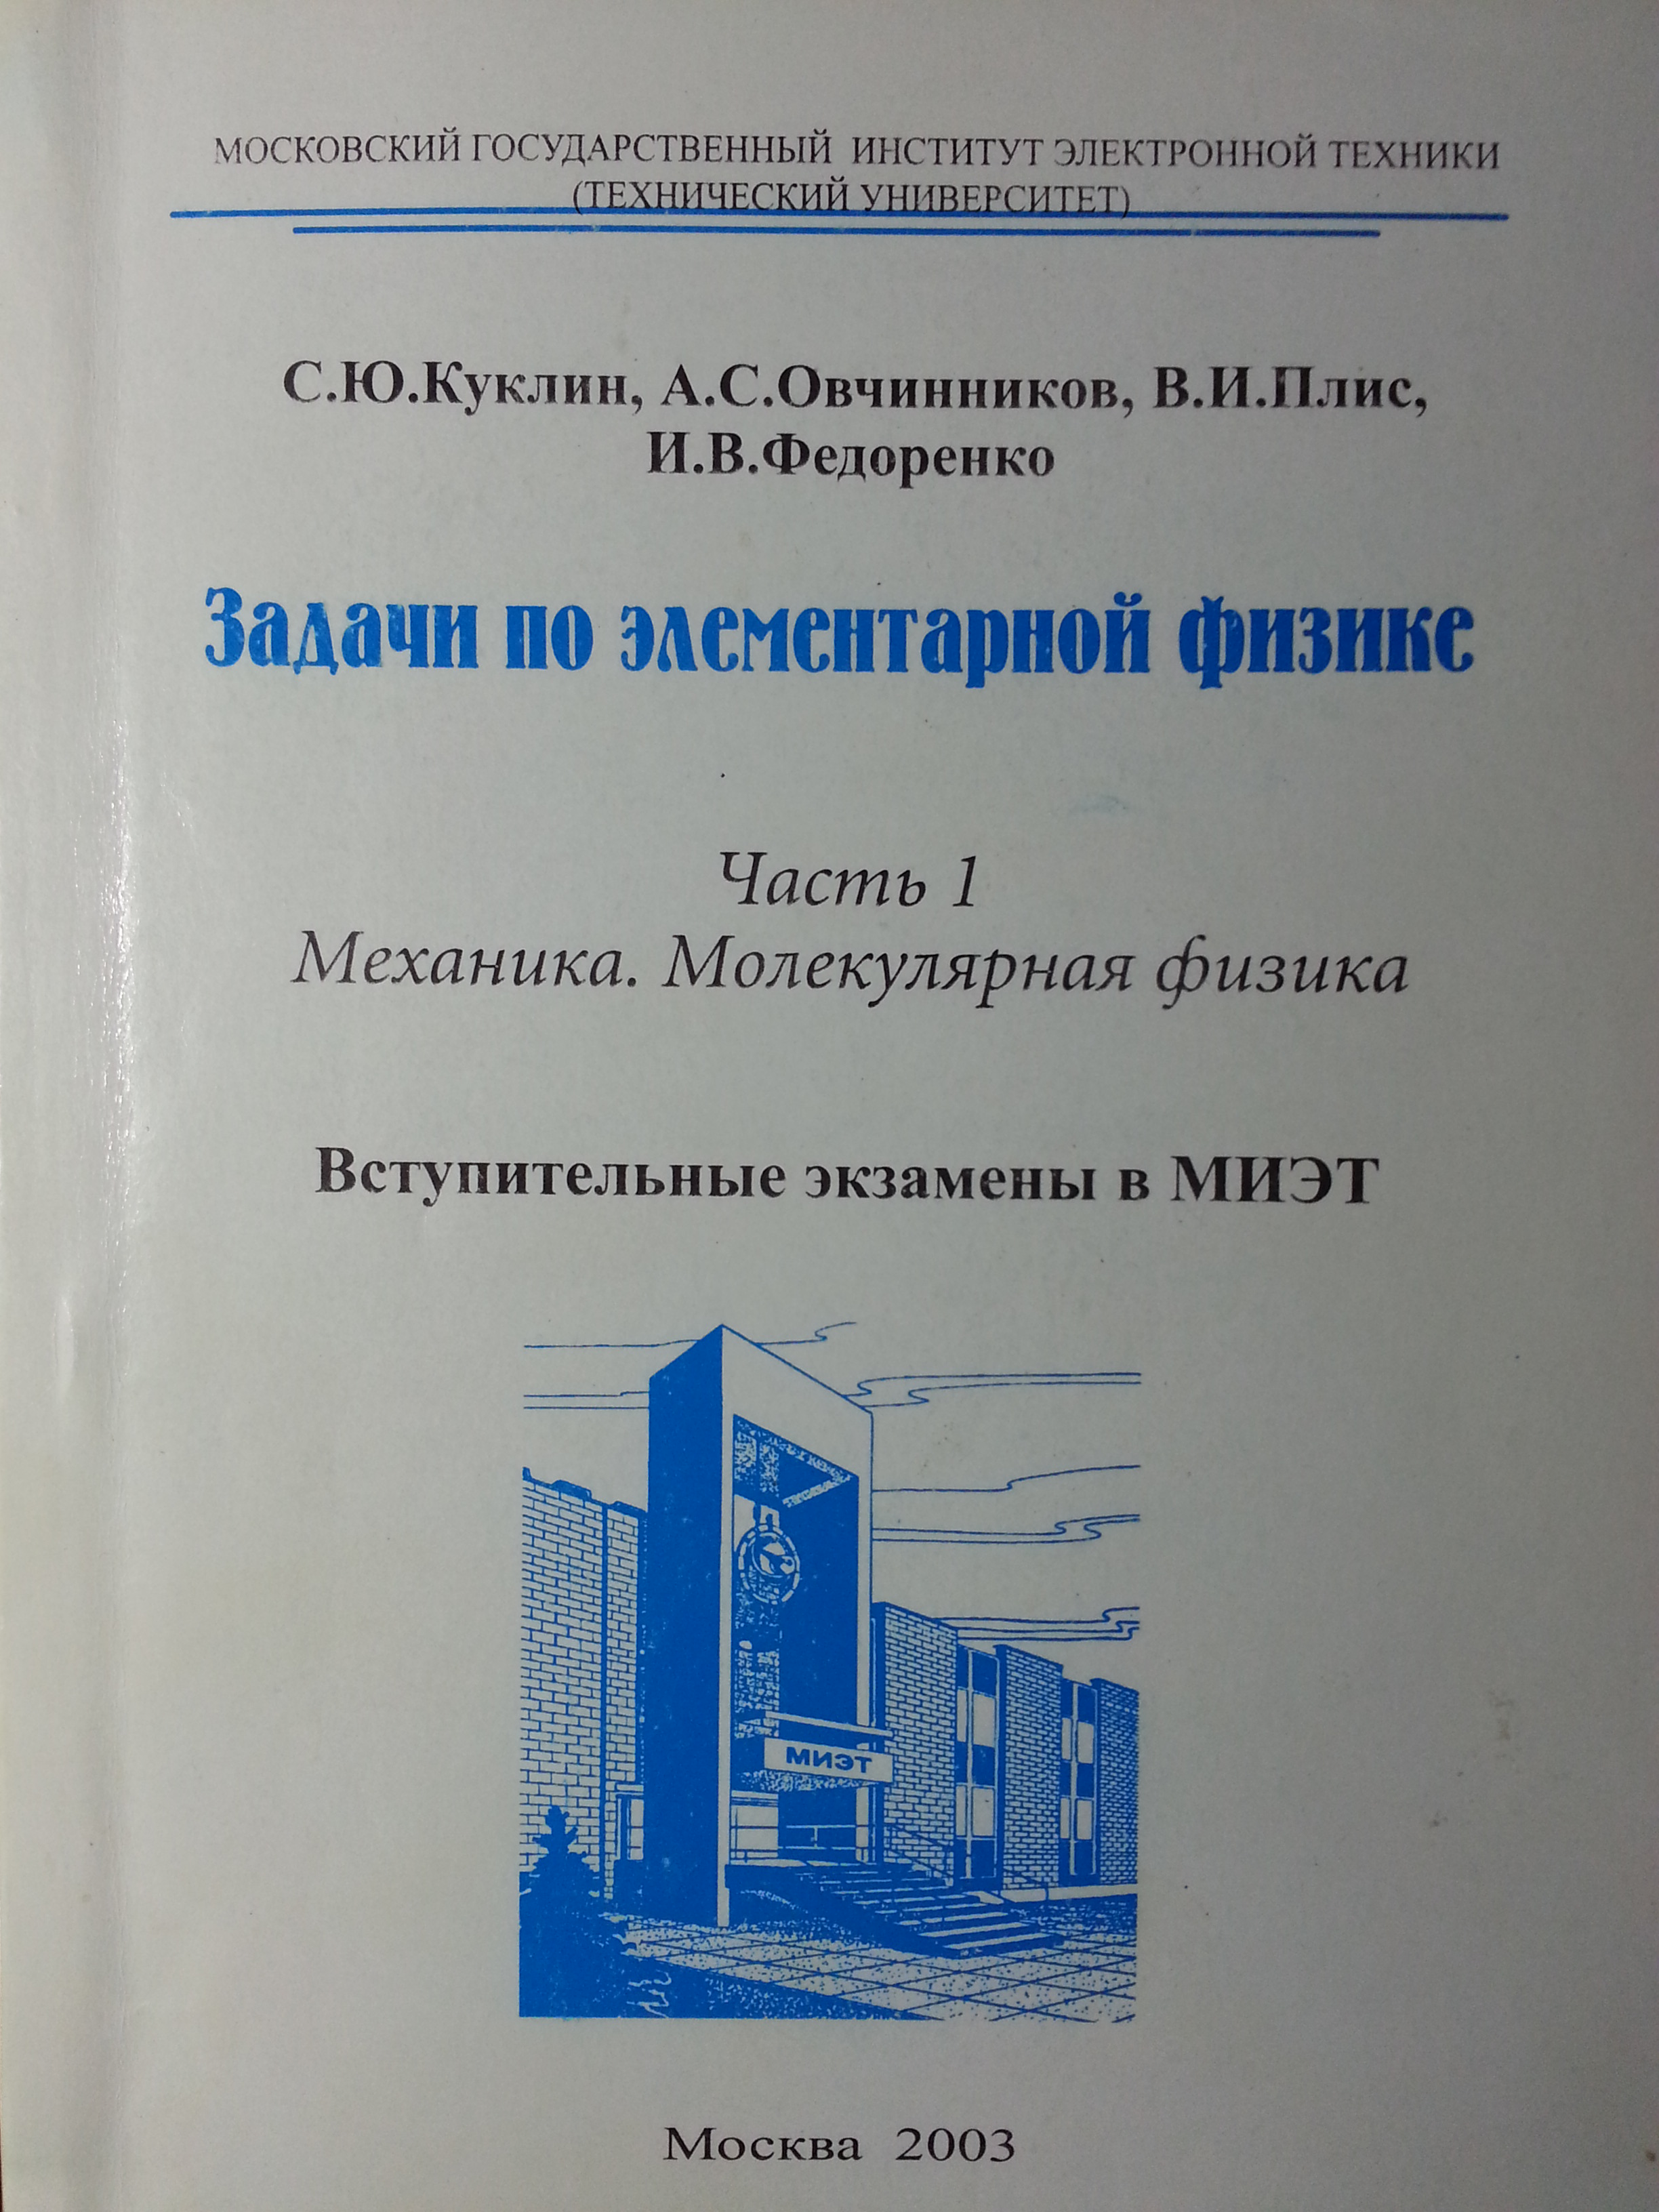 МОСКОВСКИЙ ГОСУДАРСТВЕННЫЙ ИНСТИТУТ ЭЛЕКТРОННОЙ ТЕХНИКИ
(ТЕХНИЧЕСКИЙ УНИВЕРСИТЕТ)
С.Ю.Куклин, А.С.Овчинников, В.И.Плис,
И.В.Федоренко
Задачи по элементарной физике
Часть 1
Механика. Молекулярная физика
Вступительные экзамены в МИЭТ
МИЭТ
Москва 2003